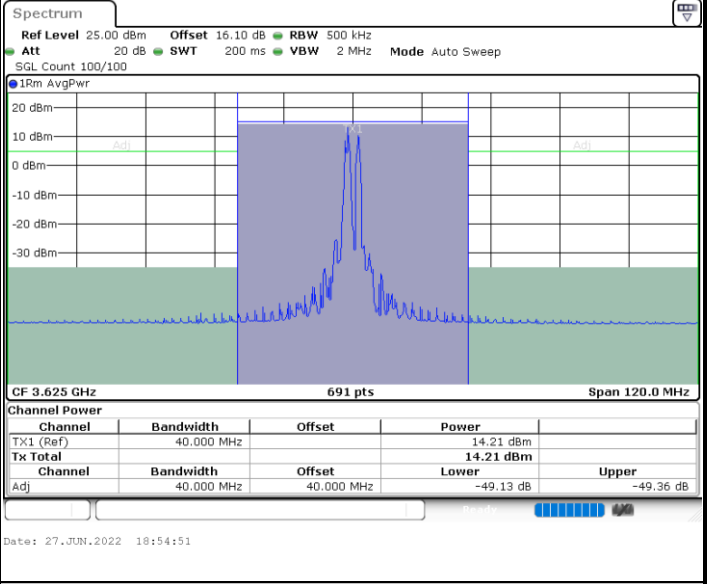 Spectrum
Ref Level 25.00 dBm Offset 16.10 dB RBW 500 kHz
Att 20 dB SWT 200 ms VBW 2 MHz Mode Auto Sweep
SGL Count 100/100
1Rm AvgPwr
20 dBm
TX1
10 dBm
Adj Adj
0 dBm
-10 dBm
-20 dBm
-30 dBm
CF 3.625 GHz 691 pts Span 120.0 MHz
Channel Power
Channel Bandwidth Offset Power
TX1 (Ref) 40.000 MHz 14.21 dBm
Tx Total 14.21 dBm
Channel Bandwidth Offset Lower Upper
Adj 40.000 MHz 40.000 MHz -49.13 dB -49.36 dB
Ready
Date: 27.JUN.2022 18:54:51